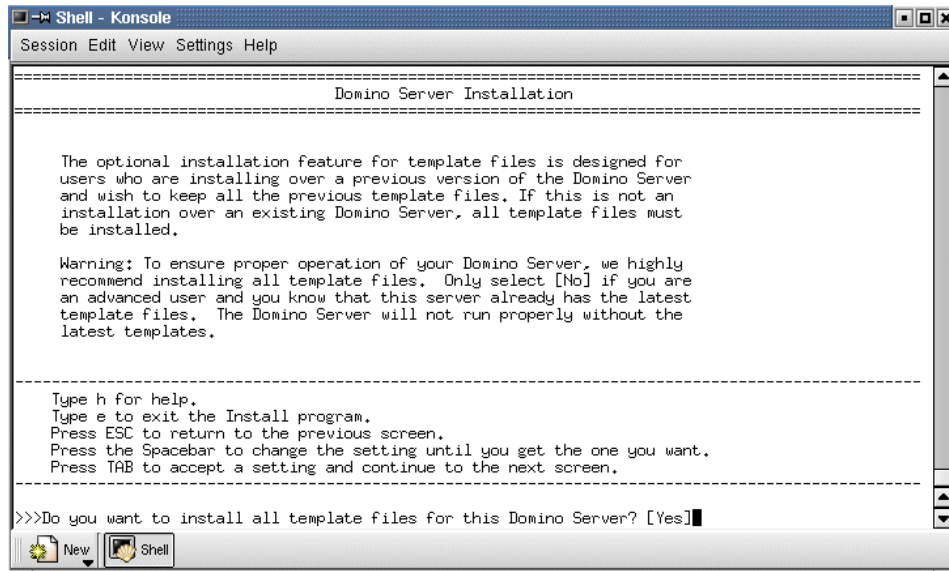 Shell - Konsole
Session Edit View Settings Help
================================================================================
Domino Server Installation
================================================================================
The optional installation feature for template files is designed for
users who are installing over a previous version of the Domino Server
and wish to keep all the previous template files. If this is not an
installation over an existing Domino Server, all template files must
be installed.
Warning: To ensure proper operation of your Domino Server, we highly
recommend installing all template files.  Only select [No] if you are
an advanced user and you know that this server already has the latest
template files.  The Domino Server will not run properly without the
latest templates.
--------------------------------------------------------------------------------
Type h for help.
Type e to exit the Install program.
Press ESC to return to the previous screen.
Press the Spacebar to change the setting until you get the one you want.
Press TAB to accept a setting and continue to the next screen.
--------------------------------------------------------------------------------
>>>Do you want to install all template files for this Domino Server? [Yes]
New Shell